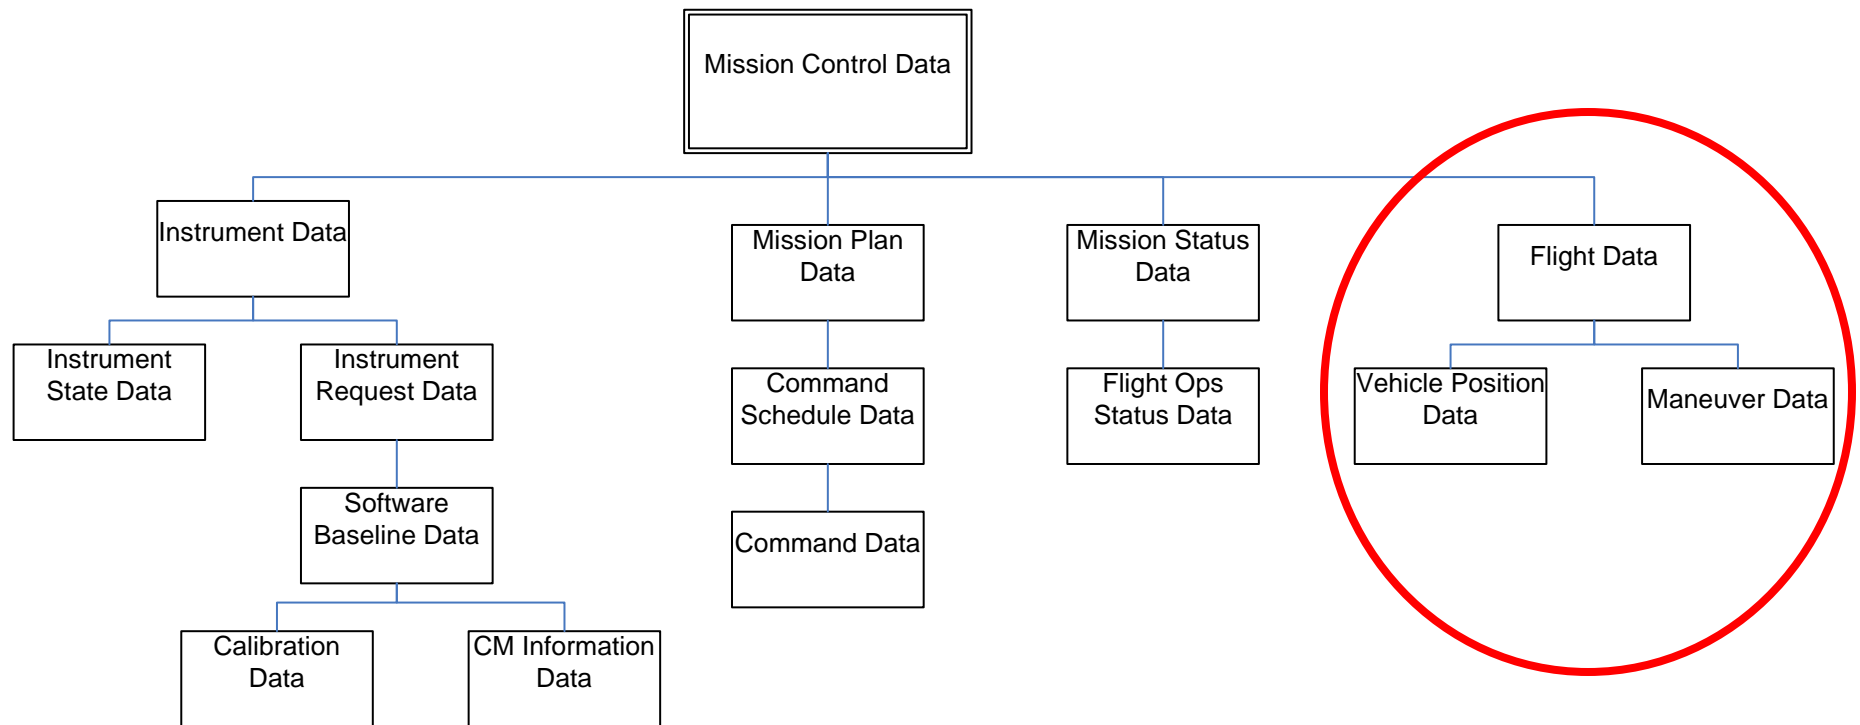 Mission Control Data
Instrument Data
Mission Plan
Data
Mission Status
Data
Flight Data
Instrument
State Data
Instrument
Request Data
Command
Schedule Data
Flight Ops
Status Data
Vehicle Position
Data
Maneuver Data
Software
Baseline Data
Command Data
Calibration
Data
CM Information
Data